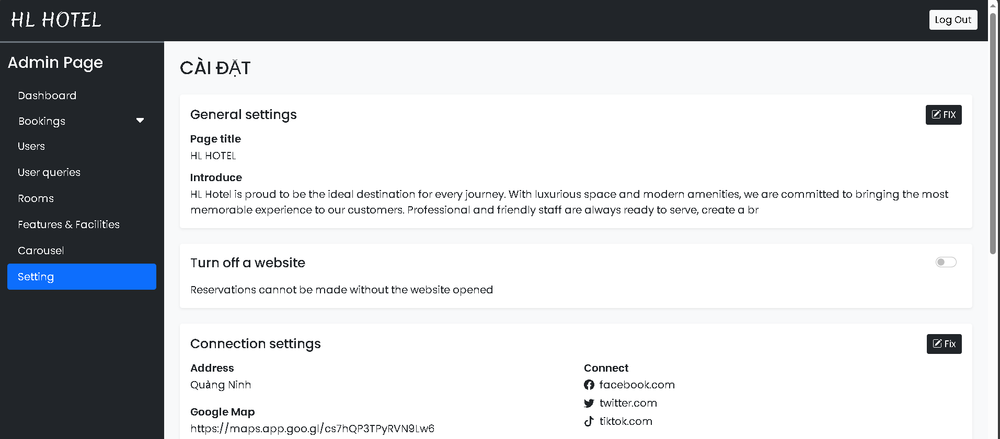 HL HOTEL
Log Out
Admin Page
Dashboard
Bookings
Users
User queries
Rooms
Features & Facilities
Carousel
Setting
CÀI ĐẶT
General settings
FIX
Page title
HL HOTEL
Introduce
HL Hotel is proud to be the ideal destination for every journey. With luxurious space and modern amenities, we are committed to bringing the most
memorable experience to our customers. Professional and friendly staff are always ready to serve, create a br
Turn off a website
Reservations cannot be made without the website opened
Connection settings
Fix
Address
Quảng Ninh
Google Map
https://maps.app.goo.gl/cs7hQP3TPyRVN9Lw6
Connect
facebook.com
twitter.com
tiktok.com